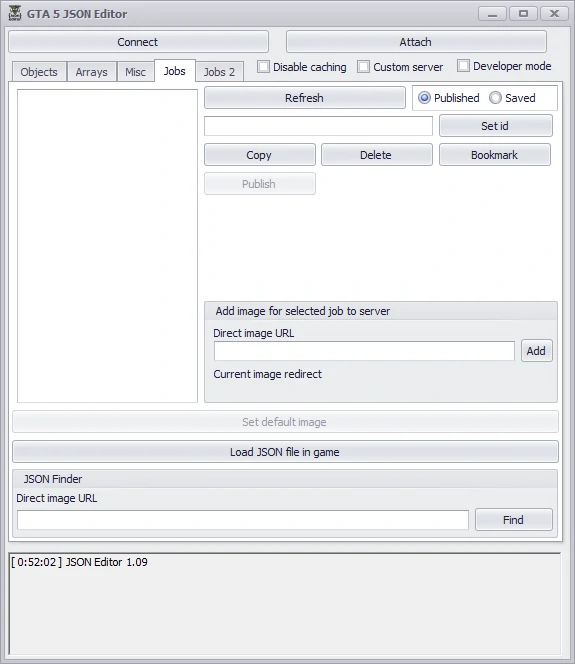 GTA 5 JSON Editor
Connect
Attach
Objects
Arrays
Misc
Jobs
Jobs 2
Disable caching
Custom server
Developer mode
Refresh
Published
Saved
Set id
Copy
Delete
Bookmark
Publish
Add image for selected job to server
Direct image URL
Add
Current image redirect
Set default image
Load JSON file in game
JSON Finder
Direct image URL
Find
[ 0:52:02 ] JSON Editor 1.09